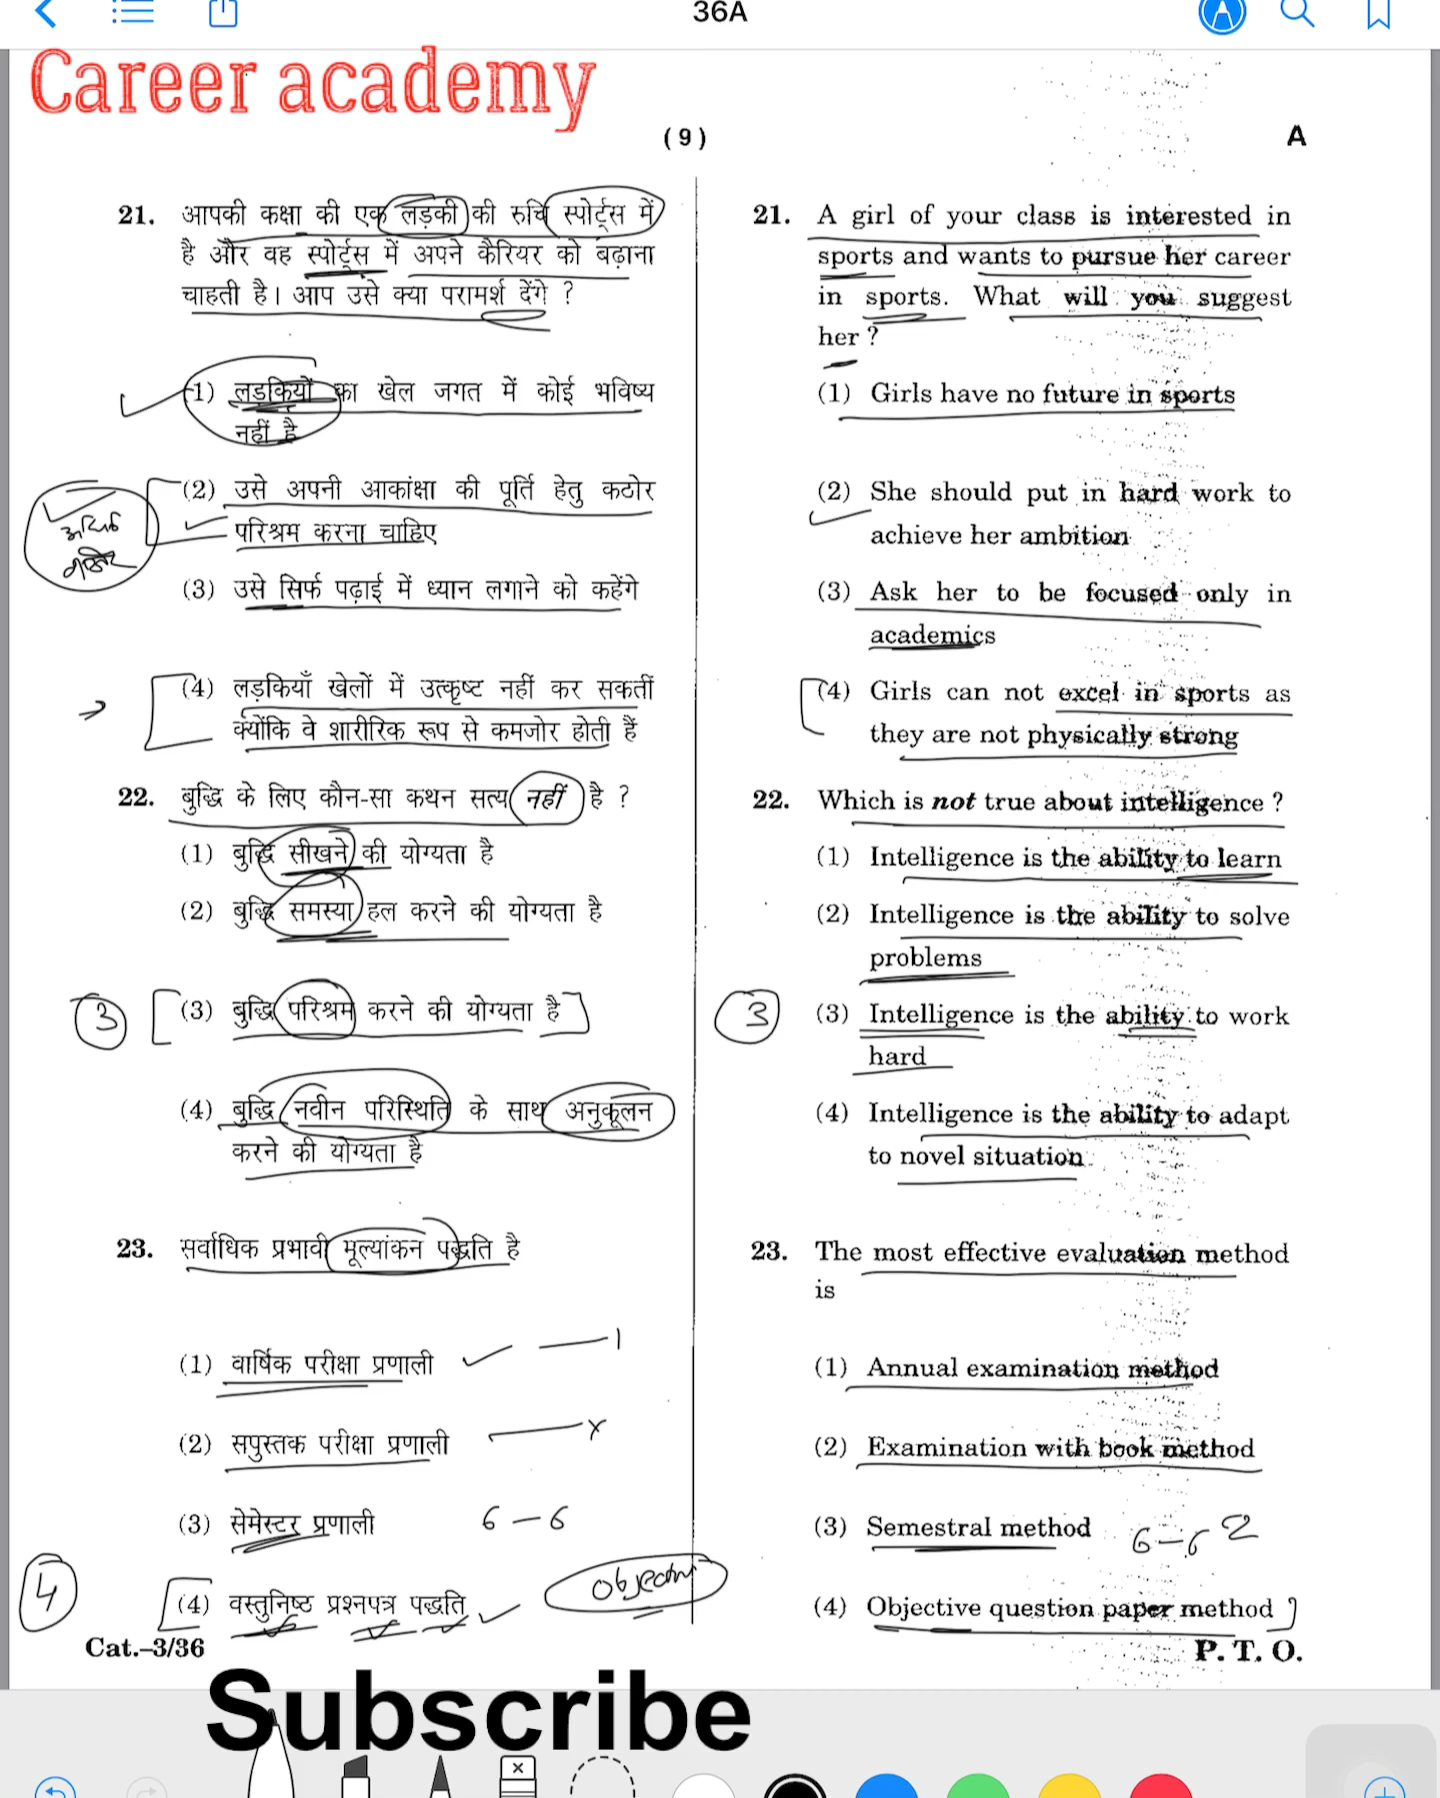 36A
Career academy
(9)
A
21. आपकी कक्षा की एक लड़की की रुचि स्पोर्ट्स में
है और वह स्पोर्ट्स में अपने कैरियर को बढ़ाना
चाहती है। आप उसे क्या परामर्श देंगे ?
(1) लड़कियों का खेल जगत में कोई भविष्य
नहीं है
(2) उसे अपनी आकांक्षा की पूर्ति हेतु कठोर
परिश्रम करना चाहिए
(3) उसे सिर्फ पढ़ाई में ध्यान लगाने को कहेंगे
(4) लड़कियाँ खेलों में उत्कृष्ट नहीं कर सकतीं
क्योंकि वे शारीरिक रूप से कमजोर होती हैं
22. बुद्धि के लिए कौन-सा कथन सत्य नहीं है ?
(1) बुद्धि सीखने की योग्यता है
(2) बुद्धि समस्या हल करने की योग्यता है
3
(3) बुद्धि परिश्रम करने की योग्यता है
(4) बुद्धि नवीन परिस्थिति के साथ अनुकूलन
करने की योग्यता है
23. सर्वाधिक प्रभावी मूल्यांकन पद्धति है
(1) वार्षिक परीक्षा प्रणाली
(2) सपुस्तक परीक्षा प्रणाली
(3) सेमेस्टर प्रणाली 6 – 6
4
(4) वस्तुनिष्ठ प्रश्नपत्र पद्धति
Cat.–3/36
21. A girl of your class is interested in
sports and wants to pursue her career
in sports. What will you suggest
her ?
(1) Girls have no future in sports
(2) She should put in hard work to
achieve her ambition
(3) Ask her to be focused only in
academics
(4) Girls can not excel in sports as
they are not physically strong
22. Which is not true about intelligence ?
(1) Intelligence is the ability to learn
(2) Intelligence is the ability to solve
problems
3
(3) Intelligence is the ability to work
hard
(4) Intelligence is the ability to adapt
to novel situation
23. The most effective evaluation method
is
(1) Annual examination method
(2) Examination with book method
(3) Semestral method 6–6 2
(4) Objective question paper method
P. T. O.
Subscribe